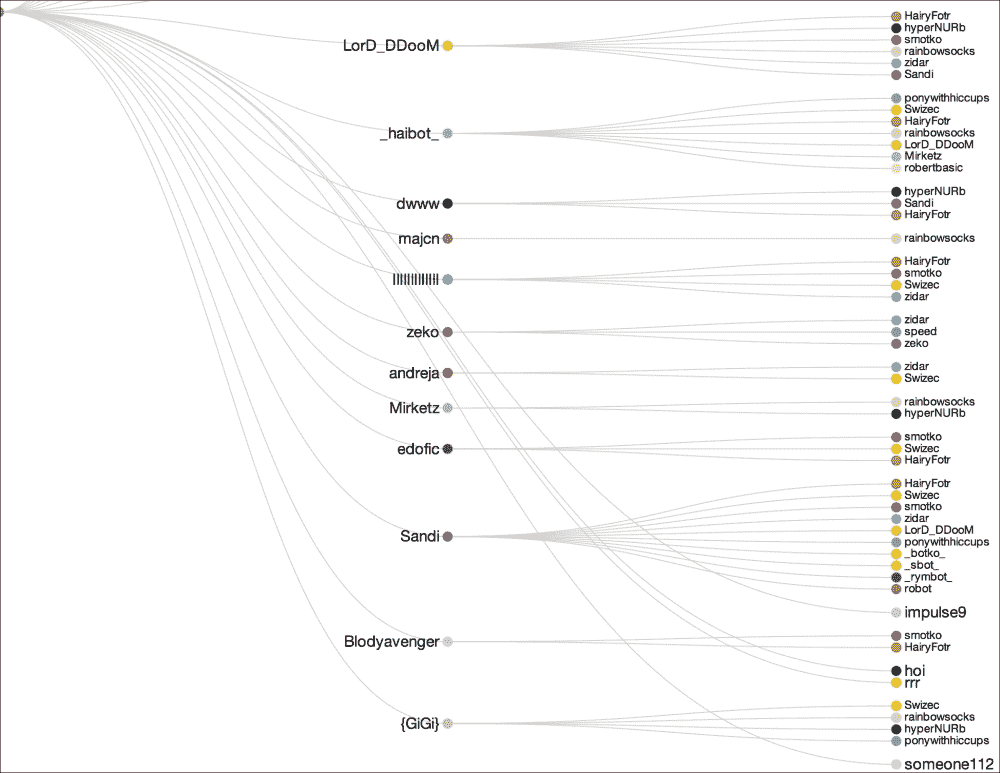 LorD_DDooM
HairyFotr
hyperNURb
smotko
rainbowsocks
zidar
Sandi
_haibot_
ponywithhiccups
Swizec
HairyFotr
rainbowsocks
LorD_DDooM
Mirketz
robertbasic
dwww
hyperNURb
Sandi
HairyFotr
majcn
rainbowsocks
HairyFotr
smotko
Swizec
zidar
zeko
zidar
speed
zeko
andreja
zidar
Swizec
Mirketz
rainbowsocks
hyperNURb
edofic
smotko
Swizec
HairyFotr
Sandi
HairyFotr
Swizec
smotko
zidar
LorD_DDooM
ponywithhiccups
_botko_
_sbot_
_rymbot_
robot
impulse9
Blodyavenger
smotko
HairyFotr
hoi
rrr
{GiGi}
Swizec
rainbowsocks
hyperNURb
ponywithhiccups
someone112